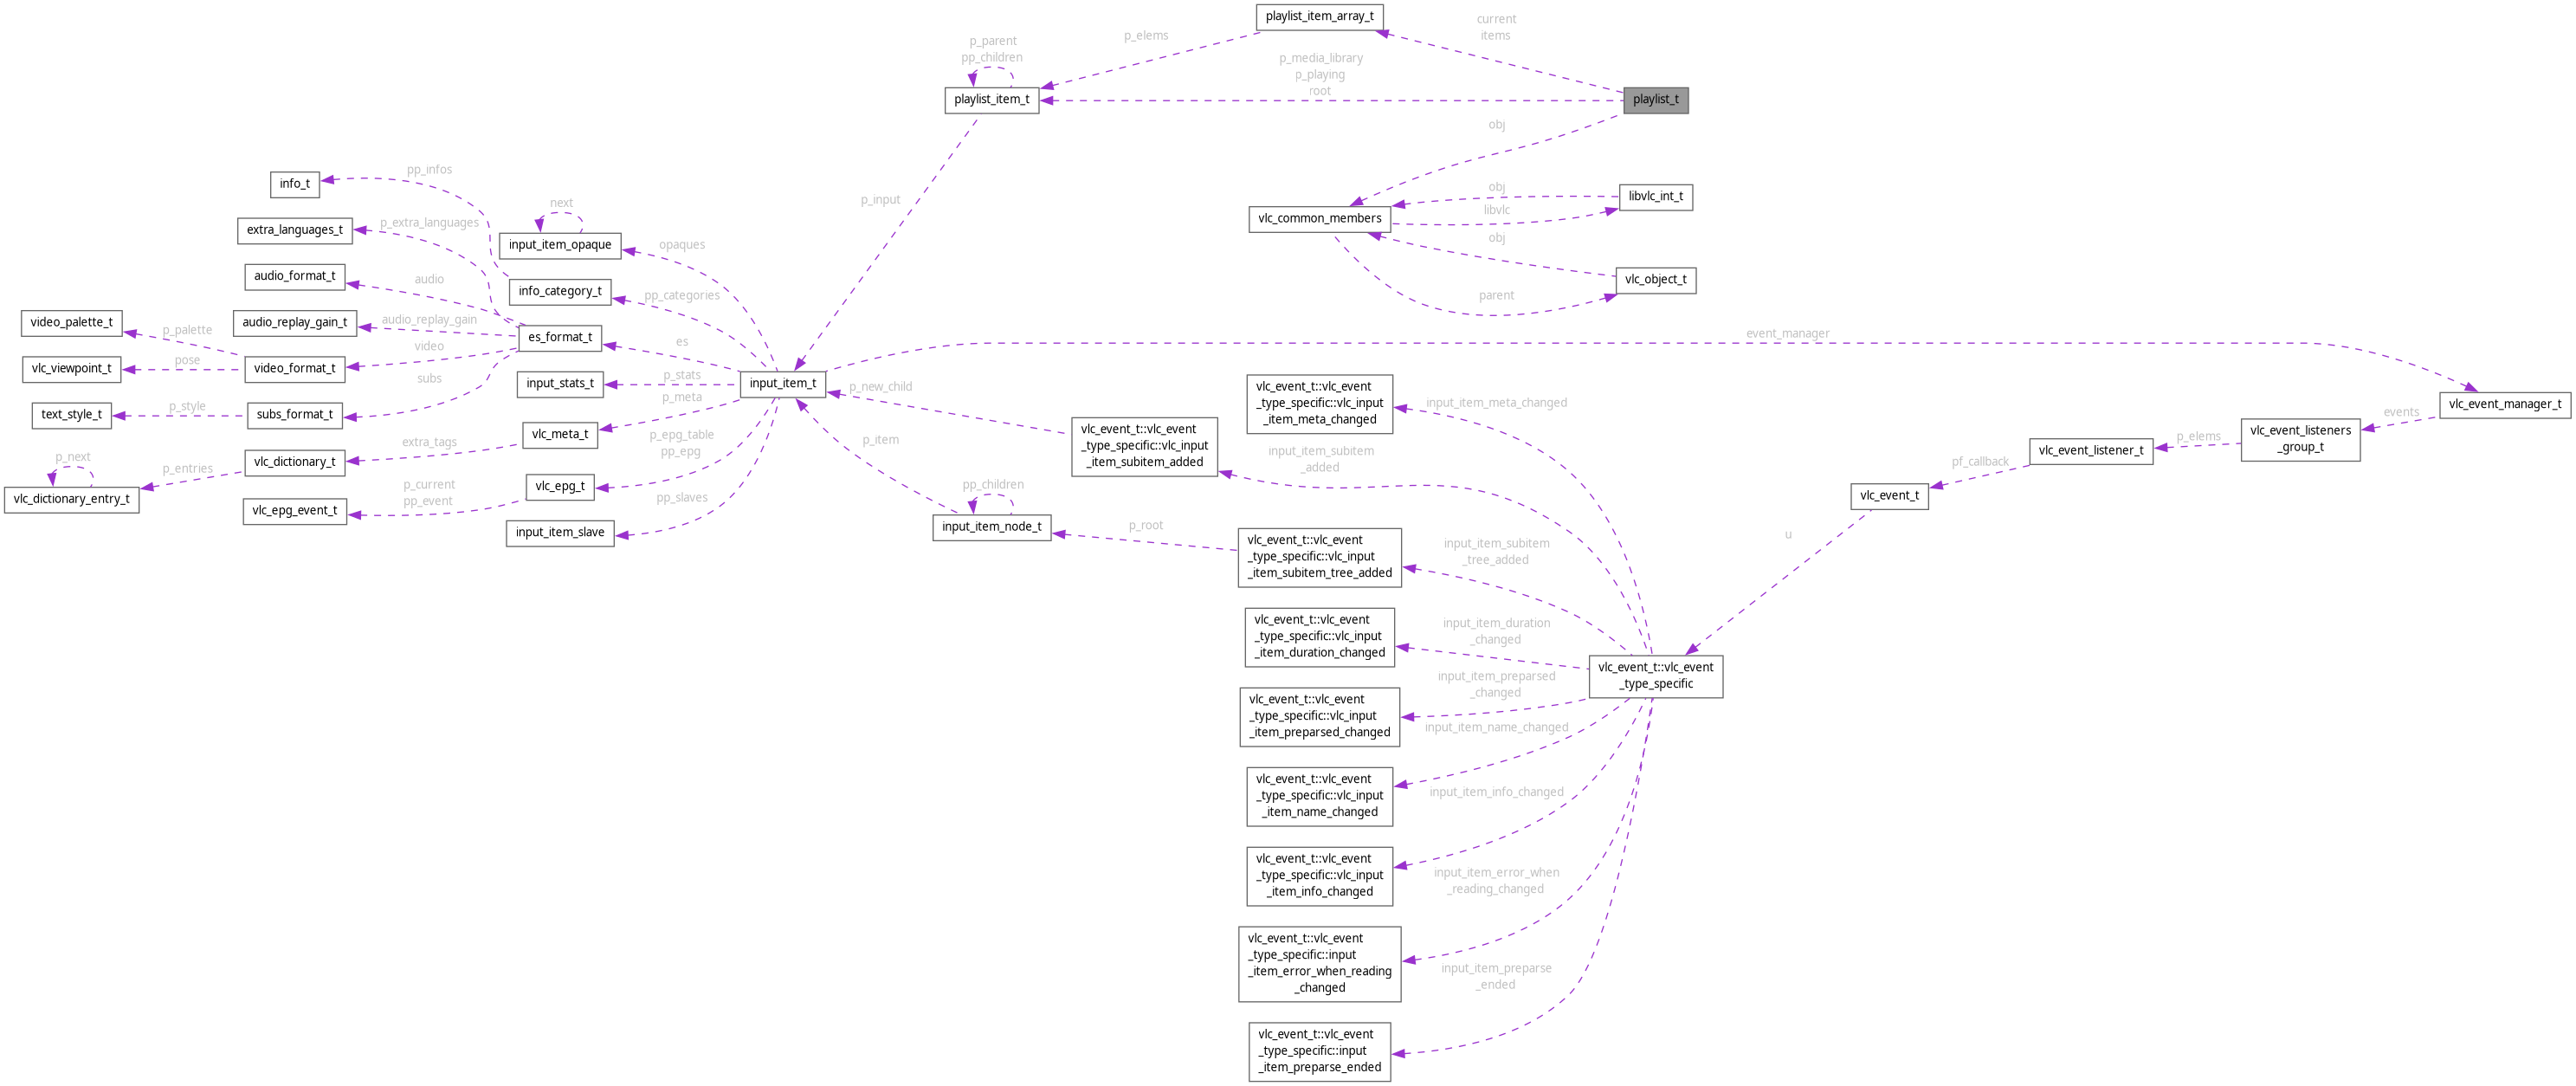 playlist_item_array_t
current
items
p_elems
p_parent
pp_children
p_media_library
p_playing
root
playlist_item_t
playlist_t
obj
pp_infos
info_t
p_input
obj
libvlc_int_t
next
libvlc
vlc_common_members
p_extra_languages
extra_languages_t
input_item_opaque
opaques
obj
audio_format_t
audio
vlc_object_t
info_category_t
pp_categories
parent
video_palette_t
p_palette
audio_replay_gain_t
audio_replay_gain
es_format_t
es
event_manager
video
vlc_viewpoint_t
pose
video_format_t
subs
input_stats_t
p_stats
input_item_t
p_new_child
vlc_event_t::vlc_event
_type_specific::vlc_input
_item_meta_changed
input_item_meta_changed
p_meta
text_style_t
p_style
subs_format_t
vlc_event_manager_t
events
vlc_event_listeners
_group_t
p_elems
vlc_event_listener_t
pf_callback
vlc_event_t
vlc_event_t::vlc_event
_type_specific::vlc_input
_item_subitem_added
input_item_subitem
_added
extra_tags
vlc_meta_t
p_epg_table
pp_epg
p_item
p_next
p_entries
vlc_dictionary_t
vlc_dictionary_entry_t
p_current
pp_event
vlc_epg_t
vlc_epg_event_t
pp_slaves
input_item_slave
pp_children
input_item_node_t
p_root
vlc_event_t::vlc_event
_type_specific::vlc_input
_item_subitem_tree_added
input_item_subitem
_tree_added
u
vlc_event_t::vlc_event
_type_specific::vlc_input
_item_duration_changed
input_item_duration
_changed
vlc_event_t::vlc_event
_type_specific
input_item_preparsed
_changed
vlc_event_t::vlc_event
_type_specific::vlc_input
_item_preparsed_changed
input_item_name_changed
vlc_event_t::vlc_event
_type_specific::vlc_input
_item_name_changed
input_item_info_changed
vlc_event_t::vlc_event
_type_specific::vlc_input
_item_info_changed
input_item_error_when
_reading_changed
vlc_event_t::vlc_event
_type_specific::input
_item_error_when_reading
_changed
input_item_preparse
_ended
vlc_event_t::vlc_event
_type_specific::input
_item_preparse_ended